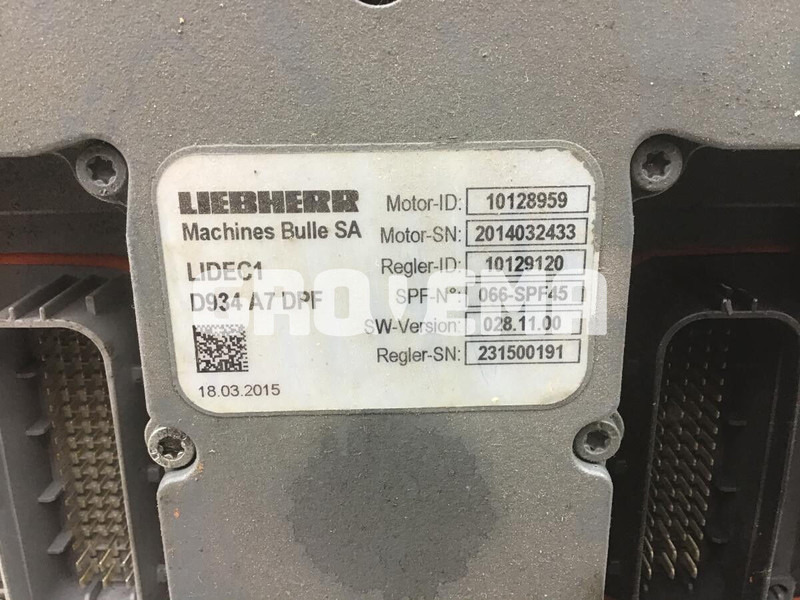 LIEBHERR
Machines Bulle SA
LIDEC1
D934 A7 DPF
18.03.2015
Motor-ID: 10128959
Motor-SN: 2014032433
Regler-ID: 10129120
SPF-N°: 066-SPF45
SW-Version: 028.11.00
Regler-SN: 231500191